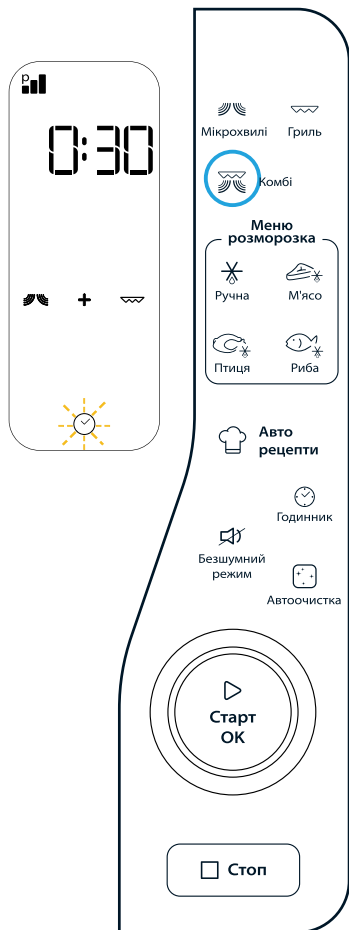 P
0:30
Мікрохвилі Гриль
Комбі
Меню
розморозка
Ручна М'ясо
Птиця Риба
Авто
рецепти
Годинник
Безшумний
режим
Автоочистка
Старт
ОК
Стоп